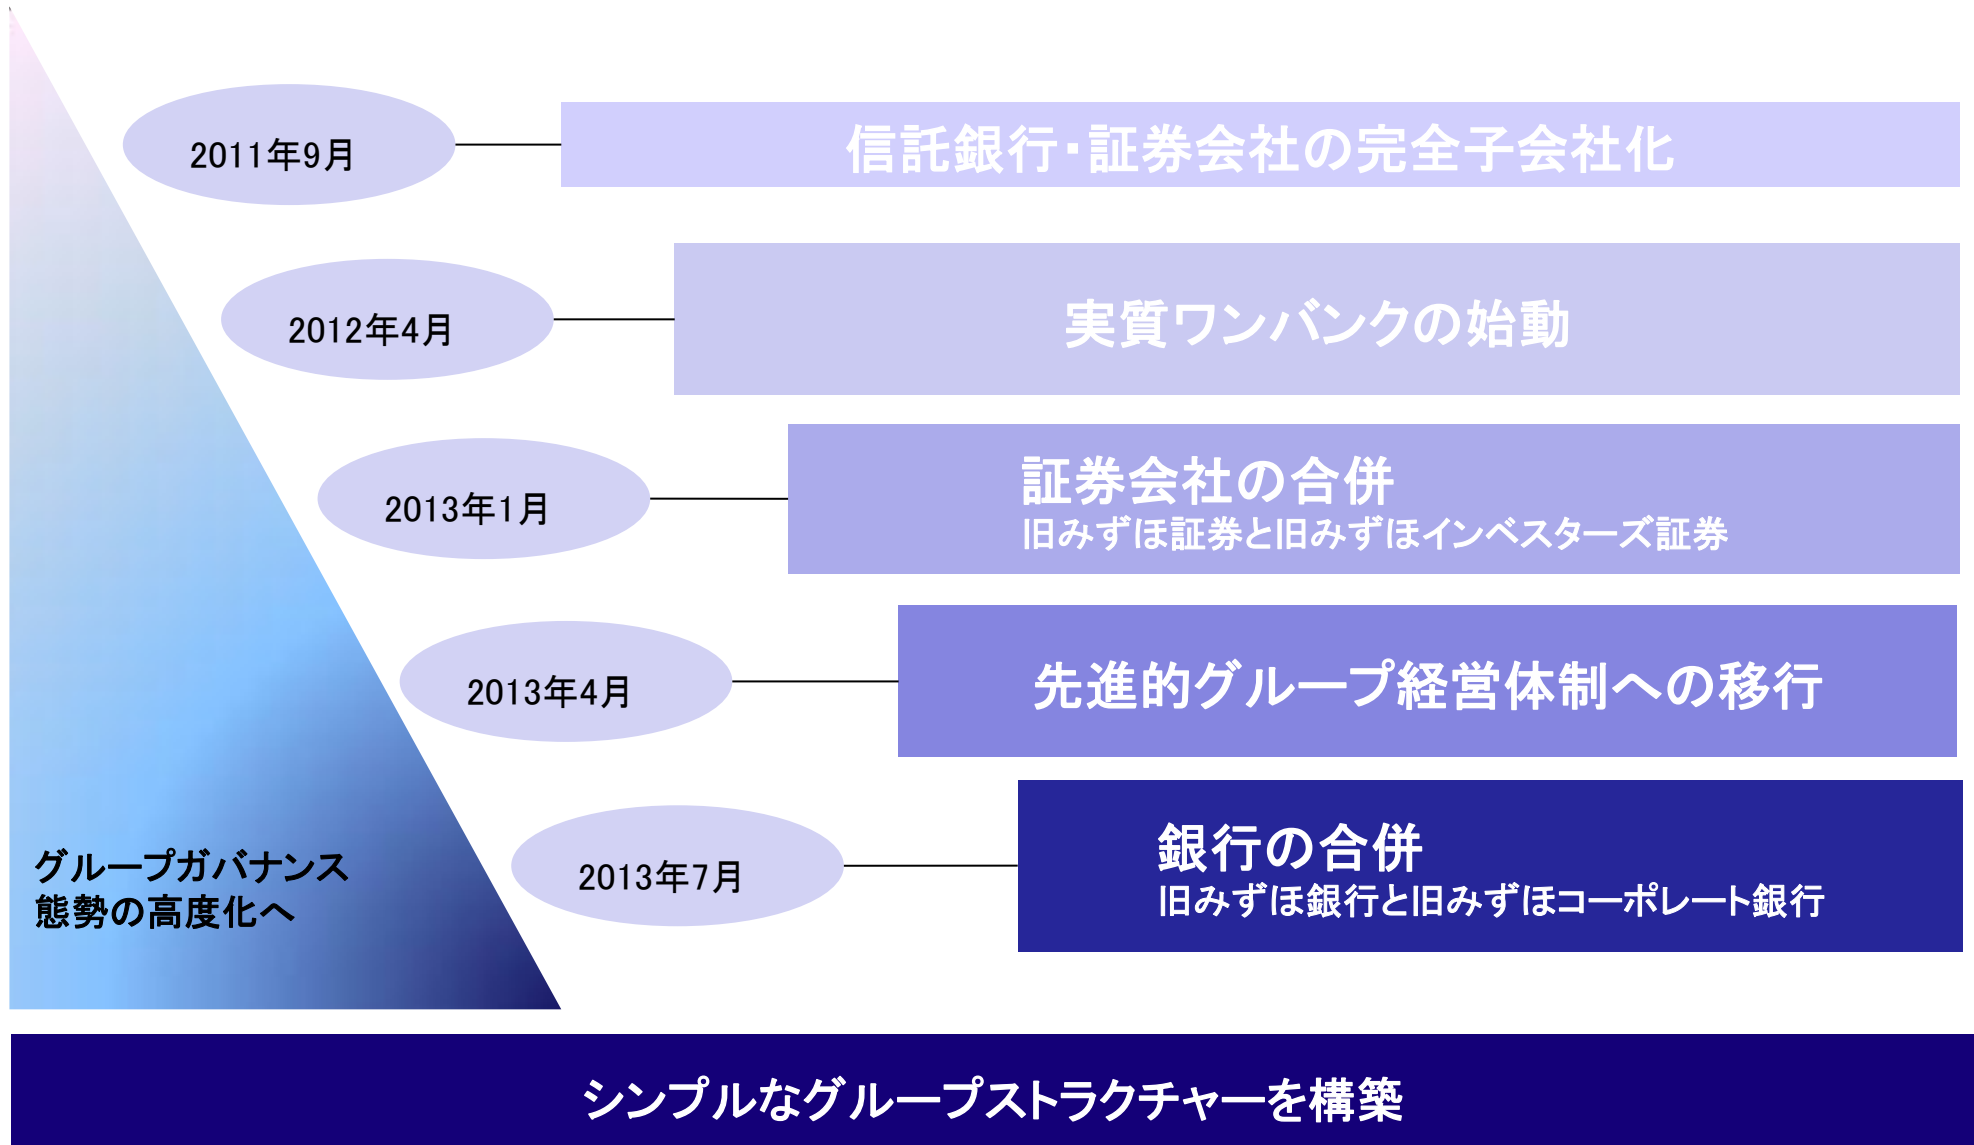 2011年9月
信託銀行・証券会社の完全子会社化
2012年4月
実質ワンバンクの始動
2013年1月
証券会社の合併
旧みずほ証券と旧みずほインベスターズ証券
2013年4月
先進的グループ経営体制への移行
2013年7月
銀行の合併
旧みずほ銀行と旧みずほコーポレート銀行
グループガバナンス
態勢の高度化へ
シンプルなグループストラクチャーを構築